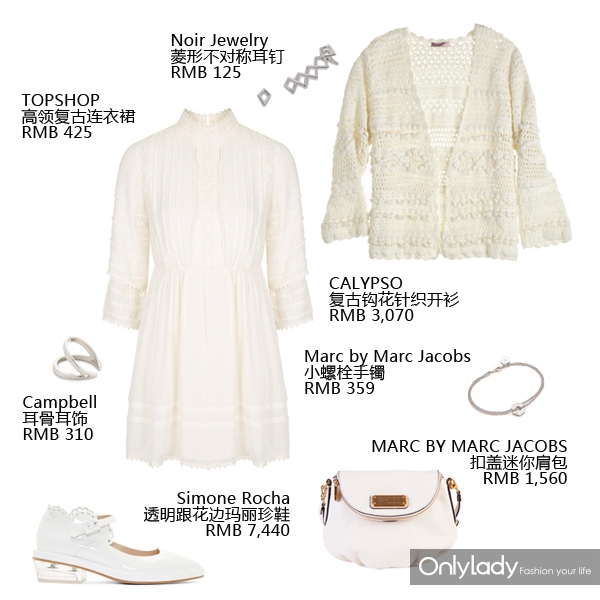 Noir Jewelry
菱形不对称耳钉
RMB 125
TOPSHOP
高领复古连衣裙
RMB 425
CALYPSO
复古钩花针织开衫
RMB 3,070
Marc by Marc Jacobs
小螺栓手镯
RMB 359
Campbell
耳骨耳饰
RMB 310
MARC BY MARC JACOBS
扣盖迷你肩包
RMB 1,560
Simone Rocha
透明跟花边玛丽珍鞋
RMB 7,440
OnlyLady Fashion your life